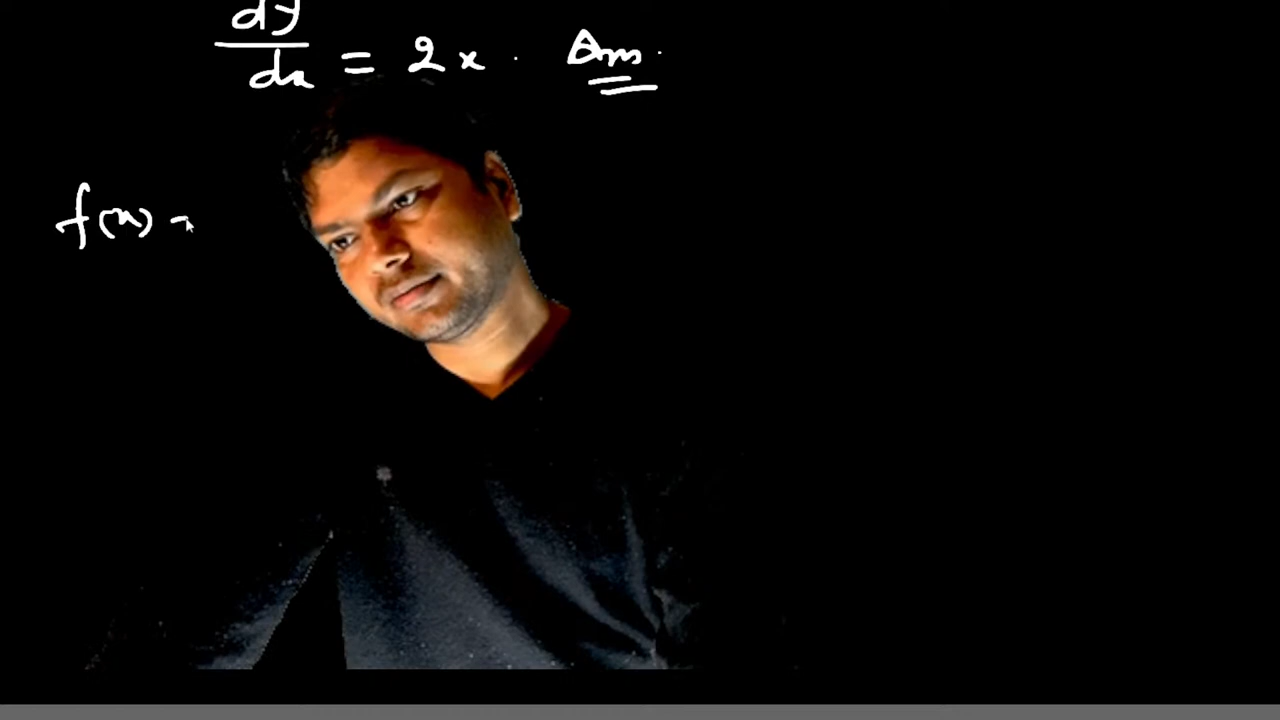 dy/dx = 2x . Ans.
f(x) =